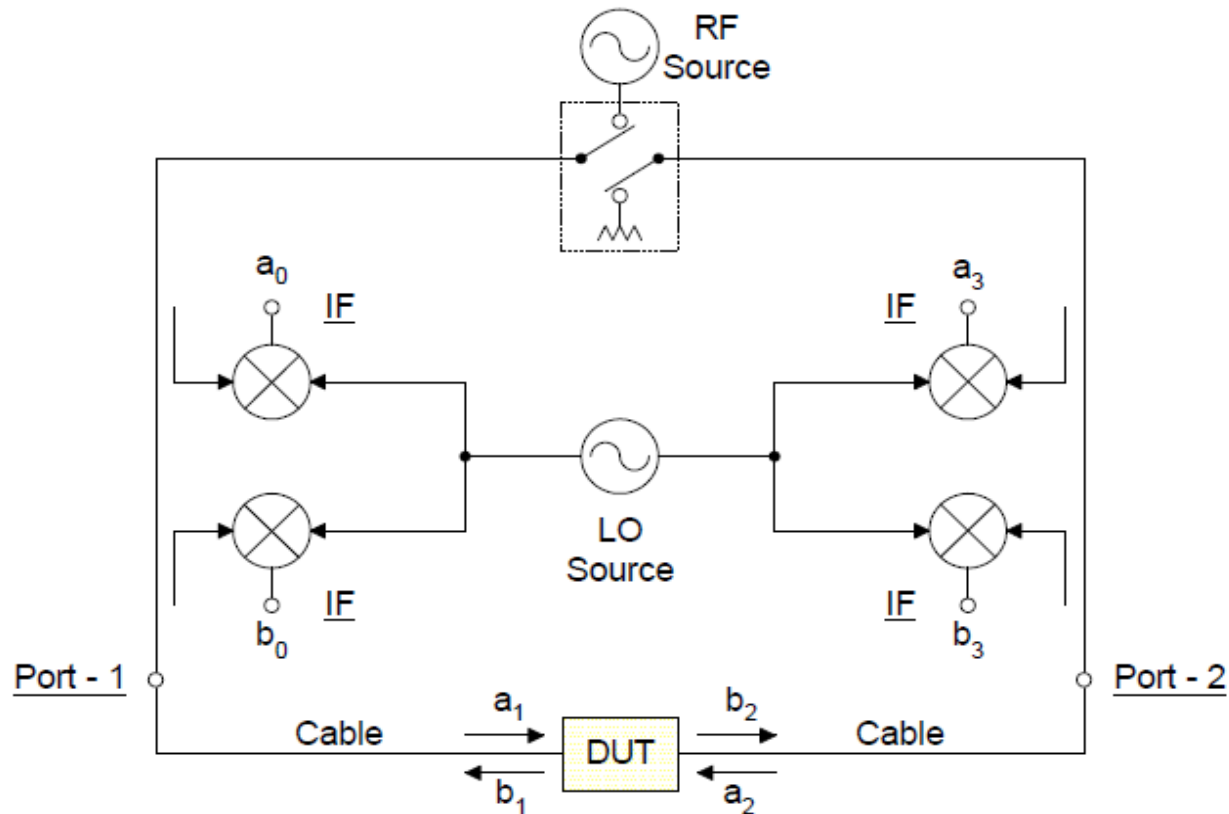 RF
Source
a₀
IF
a₃
IF
LO
Source
IF
b₀
IF
b₃
Port - 1
Port - 2
Cable
a₁
b₂
Cable
DUT
b₁
a₂